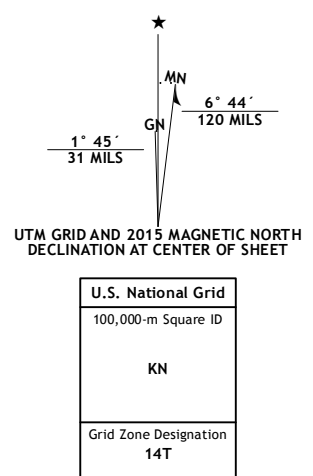 MN
GN
6° 44´
120 MILS
1° 45´
31 MILS
UTM GRID AND 2015 MAGNETIC NORTH
DECLINATION AT CENTER OF SHEET
U.S. National Grid
100,000-m Square ID
KN
Grid Zone Designation
14T